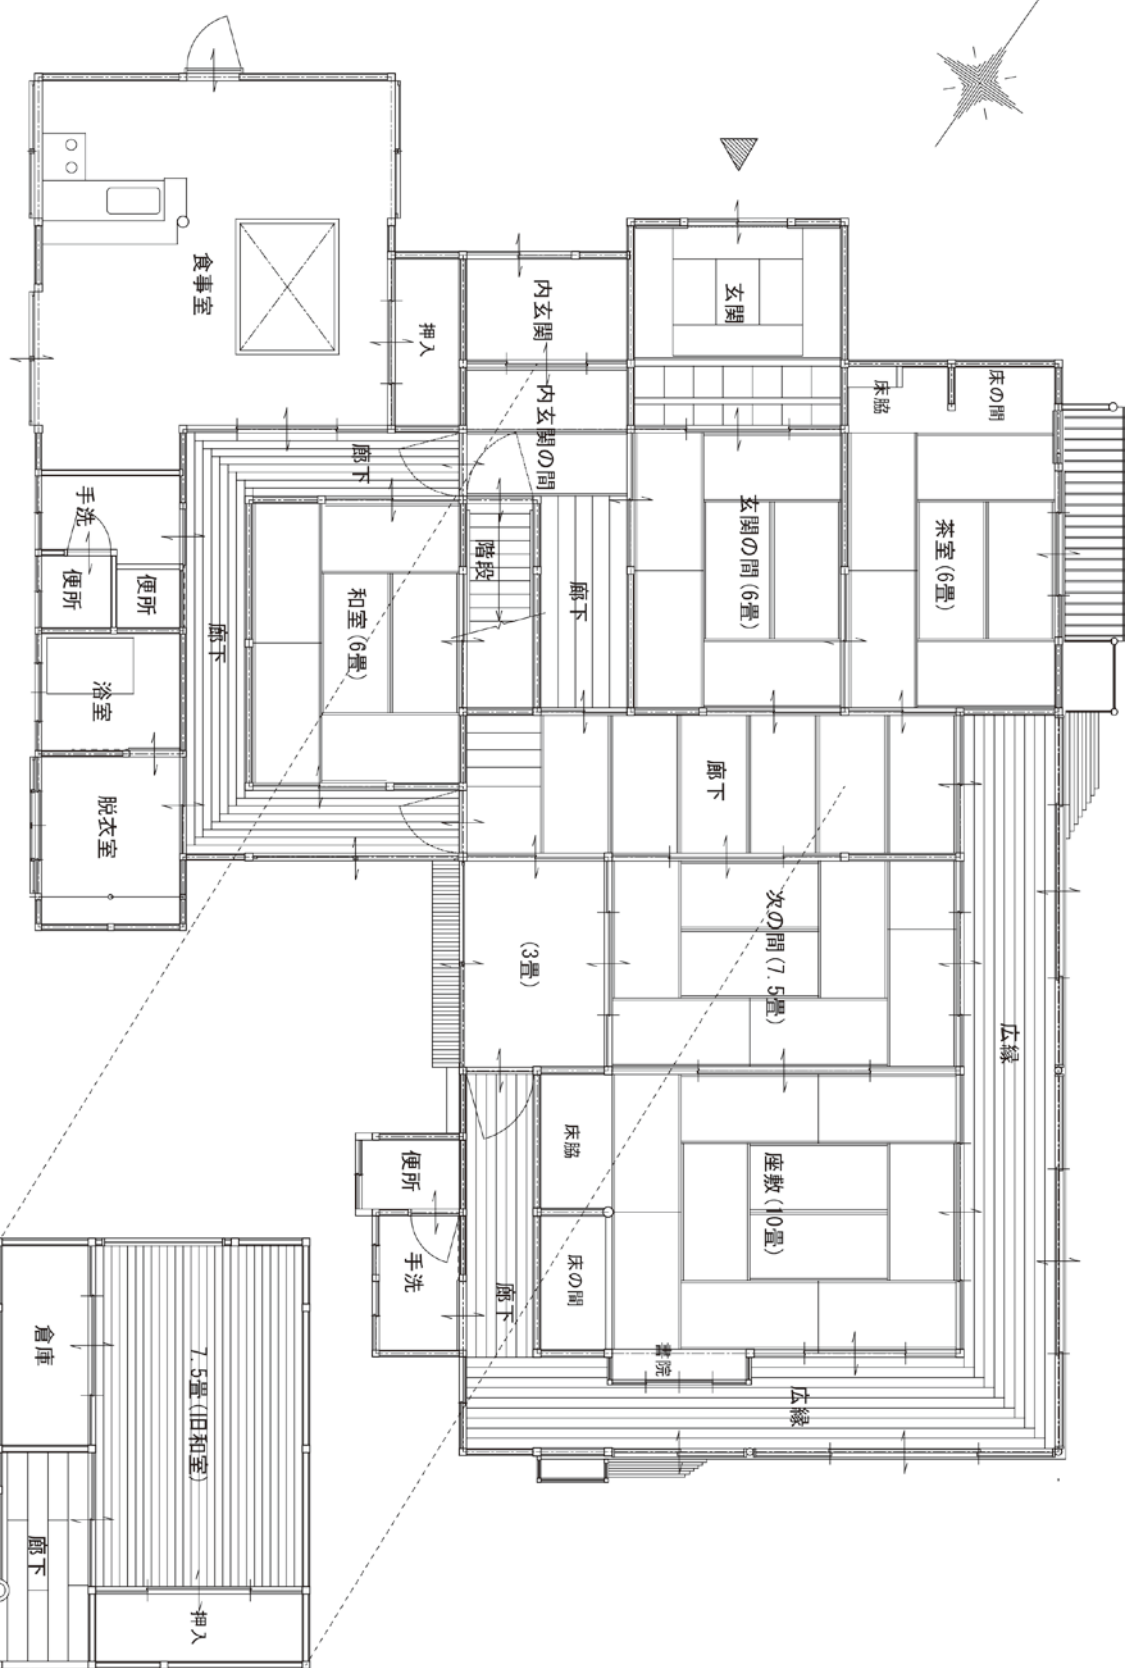 食事室
押入
内玄関
内玄関の間
玄関
床脇
床の間
玄関の間(6畳)
茶室(6畳)
廊下
手洗
便所
便所
浴室
脱衣室
廊下
和室(6畳)
階段
廊下
廊下
次の間(7.5畳)
(3畳)
広縁
床脇
床の間
座敷(10畳)
便所
手洗
廊下
書院
広縁
倉庫
7.5畳(旧和室)
廊下
押入